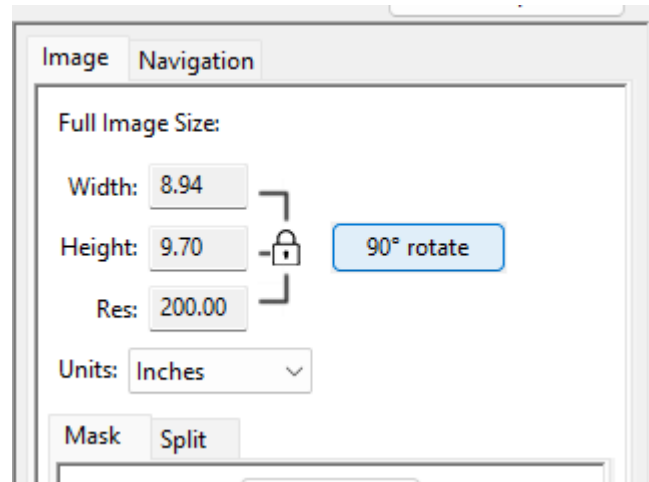 Image Navigation
Full Image Size:
Width: 8.94
Height: 9.70
90° rotate
Res: 200.00
Units: Inches
Mask Split